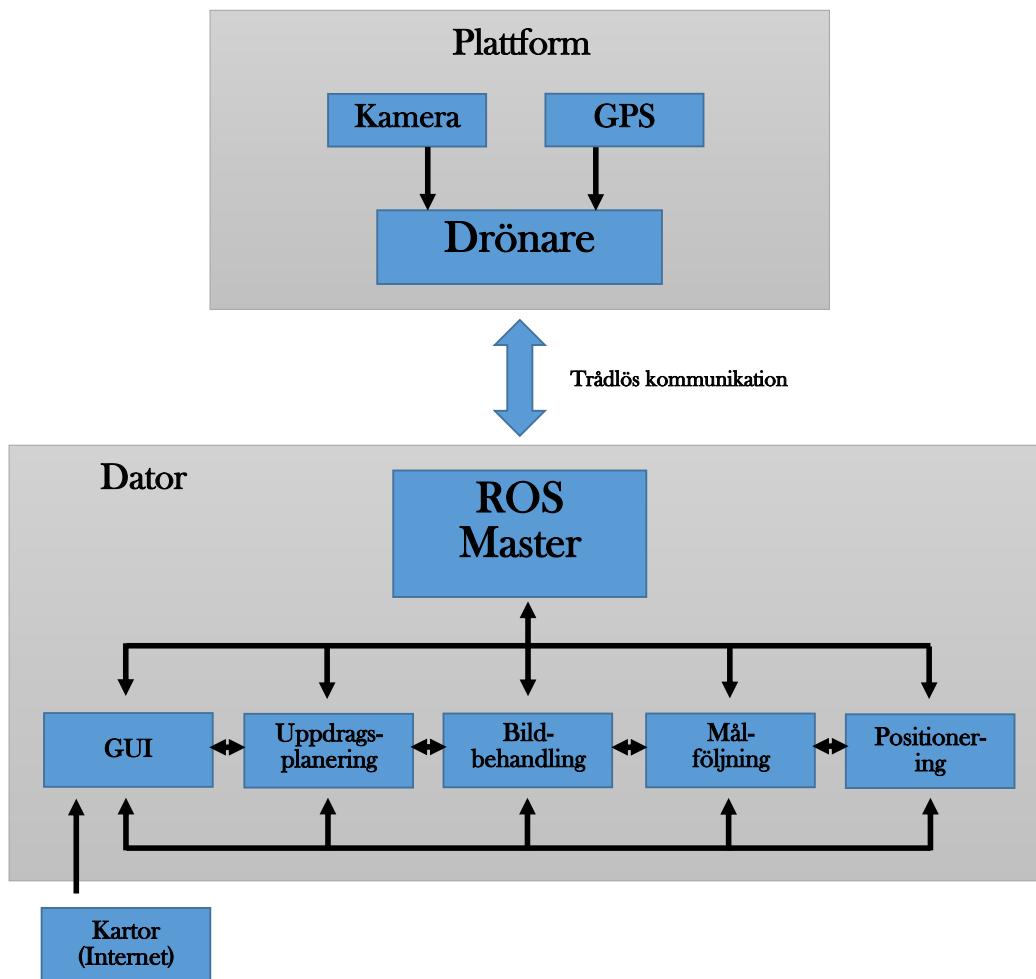 Plattform
Kamera
GPS
Drönare
Trådlös kommunikation
Dator
ROS
Master
GUI
Uppdrags-
planering
Bild-
behandling
Mål-
följning
Positioner-
ing
Kartor
(Internet)